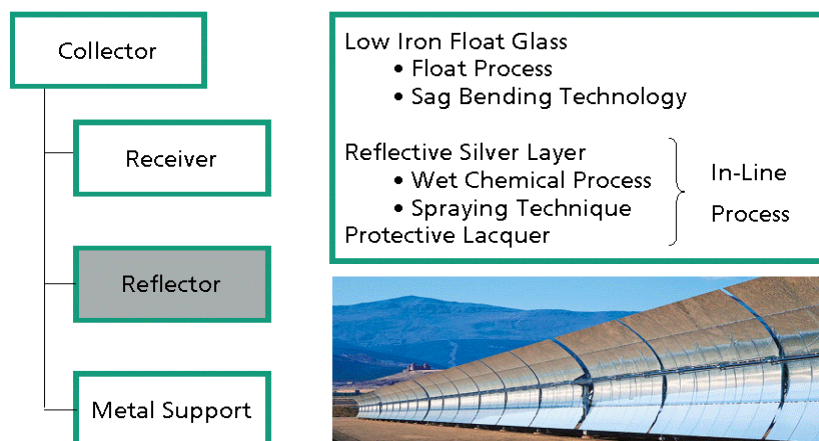 Collector
Receiver
Reflector
Metal Support
Low Iron Float Glass
• Float Process
• Sag Bending Technology
Reflective Silver Layer
• Wet Chemical Process
• Spraying Technique
Protective Lacquer
In-Line
Process